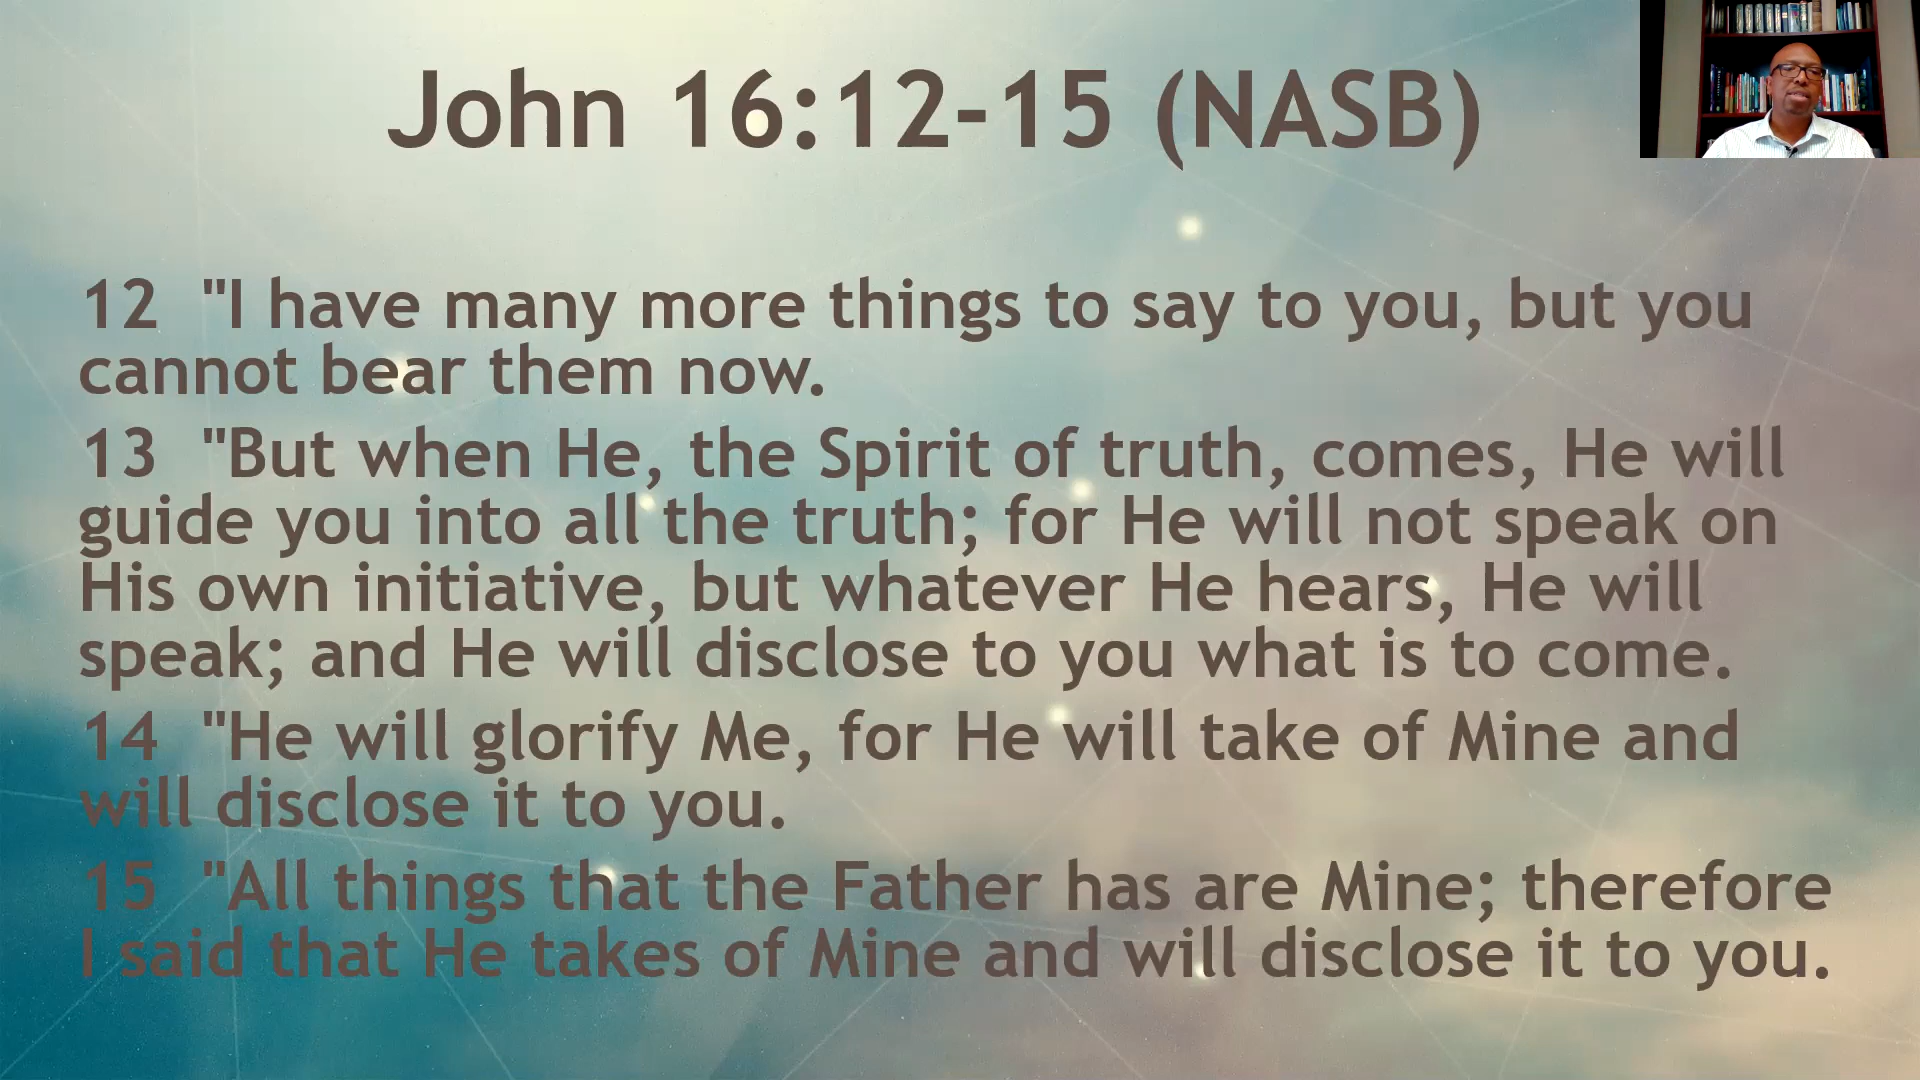 John 16:12-15 (NASB)
12 "I have many more things to say to you, but you
cannot bear them now.
13 "But when He, the Spirit of truth, comes, He will
guide you into all the truth; for He will not speak on
His own initiative, but whatever He hears, He will
speak; and He will disclose to you what is to come.
14 "He will glorify Me, for He will take of Mine and
will disclose it to you.
15 "All things that the Father has are Mine; therefore
I said that He takes of Mine and will disclose it to you.